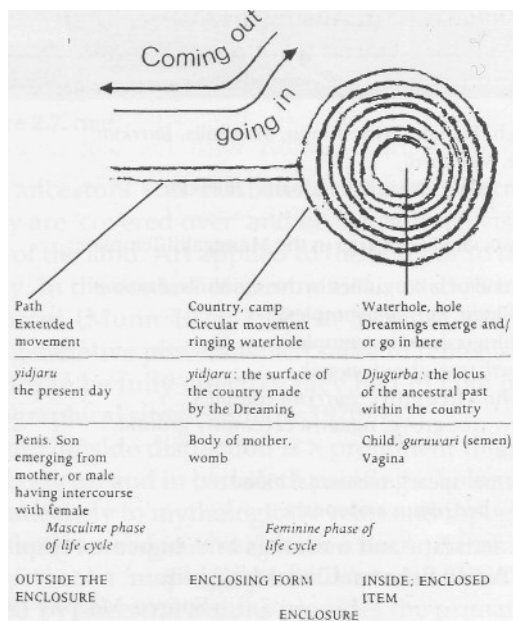 Coming out
going in
Path
Extended
movement
Country, camp
Circular movement
ringing waterhole
Waterhole, hole
Dreamings emerge and/
or go in here
yidjaru
the present day
yidjaru: the surface of
the country made
by the Dreaming
Djugurba: the locus
of the ancestral past
within the country
Penis. Son
emerging from
mother, or male
having intercourse
with female
Body of mother,
womb
Child, guruwari (semen)
Vagina
Masculine phase
of life cycle
Feminine phase of
life cycle
OUTSIDE THE
ENCLOSURE
ENCLOSING FORM
INSIDE; ENCLOSED
ITEM
ENCLOSURE